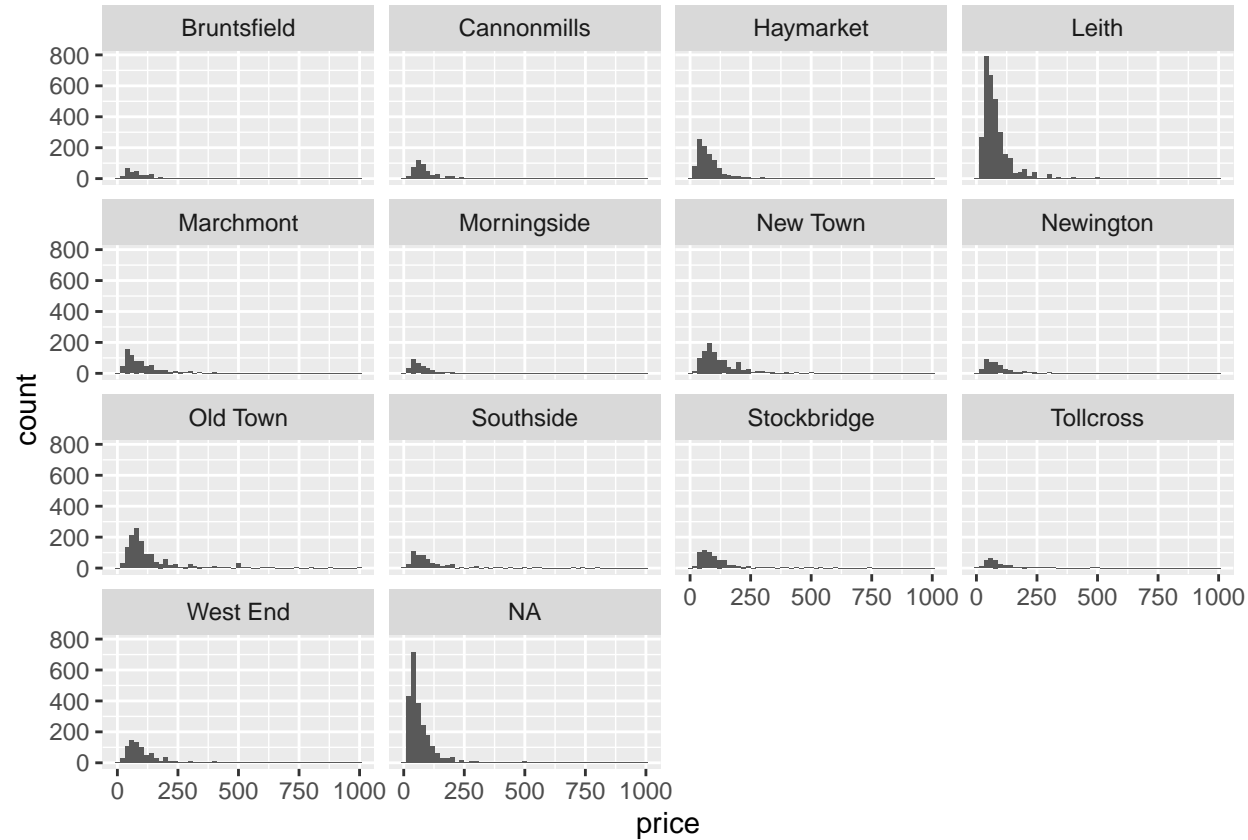 Bruntsfield Cannonmills Haymarket Leith
800
600
400
200
0
Marchmont Morningside New Town Newington
800
600
400
200
0
count
Old Town Southside Stockbridge Tollcross
800
600
400
200
0
0 250 500 750 1000 0 250 500 750 1000
West End NA
800
600
400
200
0
0 250 500 750 1000 0 250 500 750 1000
price